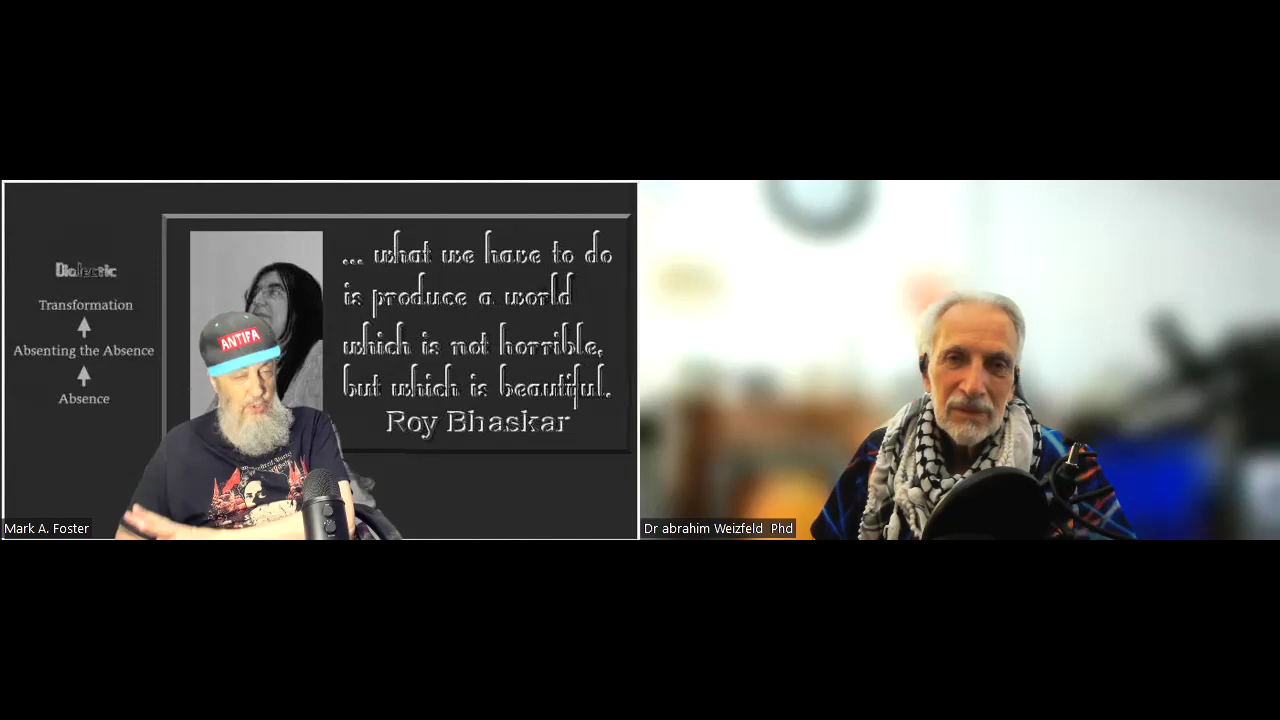 Dialectic
Transformation
Absenting the Absence
Absence
... what we have to do
is produce a world
which is not horrible,
but which is beautiful.
Roy Bhaskar
ANTIFA
Mark A. Foster
Dr abrahim Weizfeld Phd